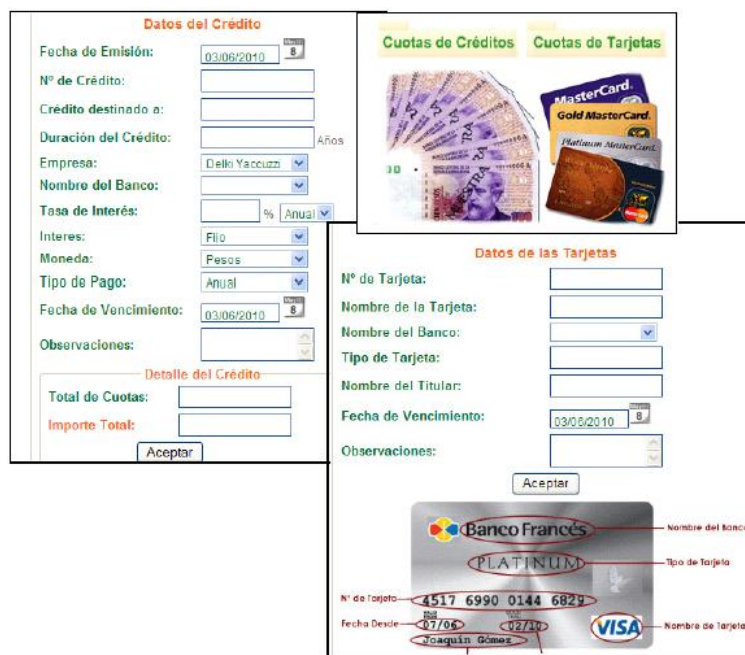 Datos del Crédito
Fecha de Emisión: 03/06/2010
Nº de Crédito:
Crédito destinado a:
Duración del Crédito: Años
Empresa: Delki Yaccuzzi
Nombre del Banco:
Tasa de Interés: % Anual
Interes: Fijo
Moneda: Pesos
Tipo de Pago: Anual
Fecha de Vencimiento: 03/06/2010
Observaciones:
Detalle del Crédito
Total de Cuotas:
Importe Total:
Aceptar
Cuotas de Créditos Cuotas de Tarjetas
MUESTRA
MasterCard.
Gold MasterCard.
Platinum MasterCard.
MasterCard
Datos de las Tarjetas
Nº de Tarjeta:
Nombre de la Tarjeta:
Nombre del Banco:
Tipo de Tarjeta:
Nombre del Titular:
Fecha de Vencimiento: 03/06/2010
Observaciones:
Aceptar
Banco Francés Nombre del Banco
PLATINUM Tipo de Tarjeta
Nº de Tarjeta 4517 6990 0144 6829
Fecha Desde 07/06 02/10 VISA Nombre de Tarjeta
Joaquín Gómez